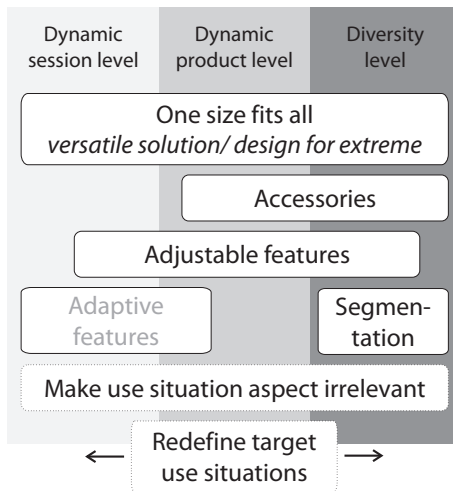 Dynamic
session level
Dynamic
product level
Diversity
level
One size fits all
versatile solution/ design for extreme
Accessories
Adjustable features
Adaptive
features
Segmen-
tation
Make use situation aspect irrelevant
Redefine target
use situations